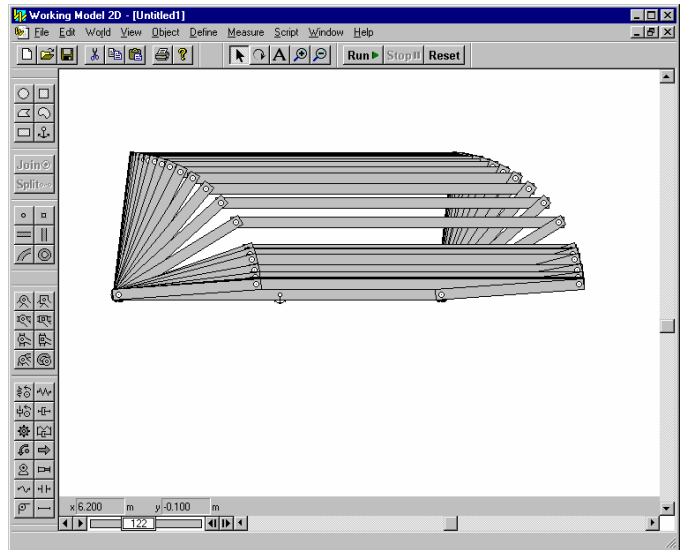 Working Model 2D - [Untitled1]
File Edit World View Object Define Measure Script Window Help
A Run Stop Reset
Join
Split
x 6.200 m y -0.100 m
122